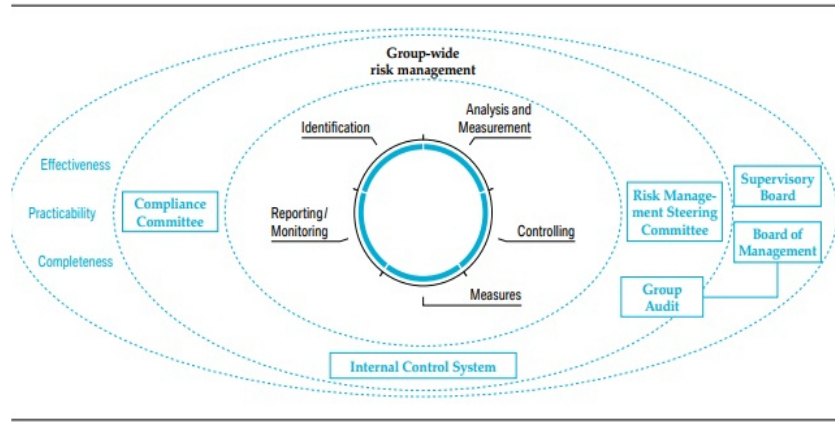 Group-wide
risk management
Identification
Analysis and
Measurement
Effectiveness
Practicability
Completeness
Compliance
Committee
Reporting/
Monitoring
Controlling
Measures
Risk Manage-
ment Steering
Committee
Supervisory
Board
Board of
Management
Group
Audit
Internal Control System